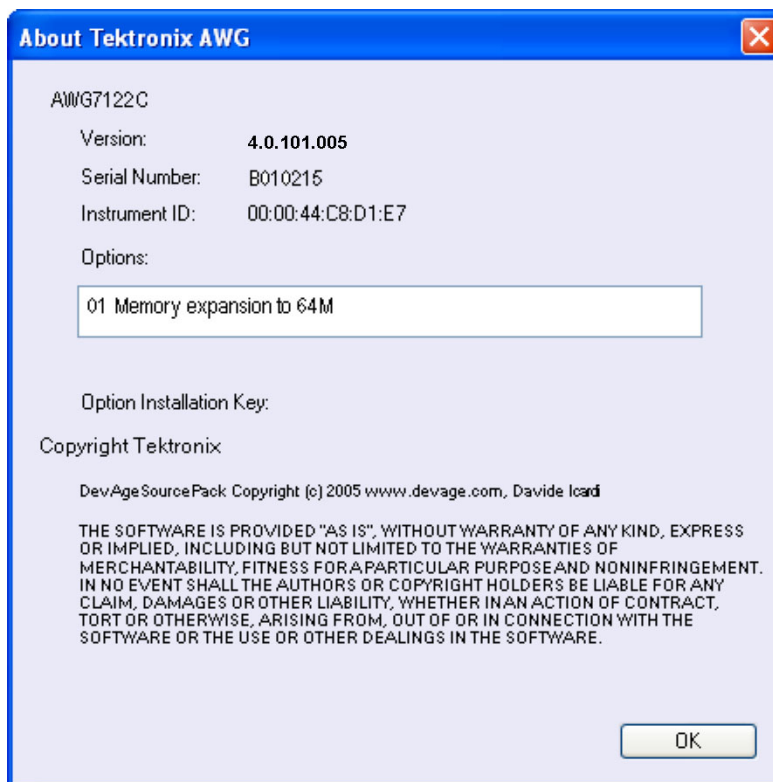 About Tektronix AWG
AWG7122C
Version: 4.0.101.005
Serial Number: B010215
Instrument ID: 00:00:44:C8:D1:E7
Options:
01 Memory expansion to 64M
Option Installation Key:
Copyright Tektronix
DevAgeSourcePack Copyright (c) 2005 www.devage.com, Davide Icardi
THE SOFTWARE IS PROVIDED "AS IS", WITHOUT WARRANTY OF ANY KIND, EXPRESS
OR IMPLIED, INCLUDING BUT NOT LIMITED TO THE WARRANTIES OF
MERCHANTABILITY, FITNESS FOR A PARTICULAR PURPOSE AND NONINFRINGEMENT.
IN NO EVENT SHALL THE AUTHORS OR COPYRIGHT HOLDERS BE LIABLE FOR ANY
CLAIM, DAMAGES OR OTHER LIABILITY, WHETHER IN AN ACTION OF CONTRACT,
TORT OR OTHERWISE, ARISING FROM, OUT OF OR IN CONNECTION WITH THE
SOFTWARE OR THE USE OR OTHER DEALINGS IN THE SOFTWARE.
OK